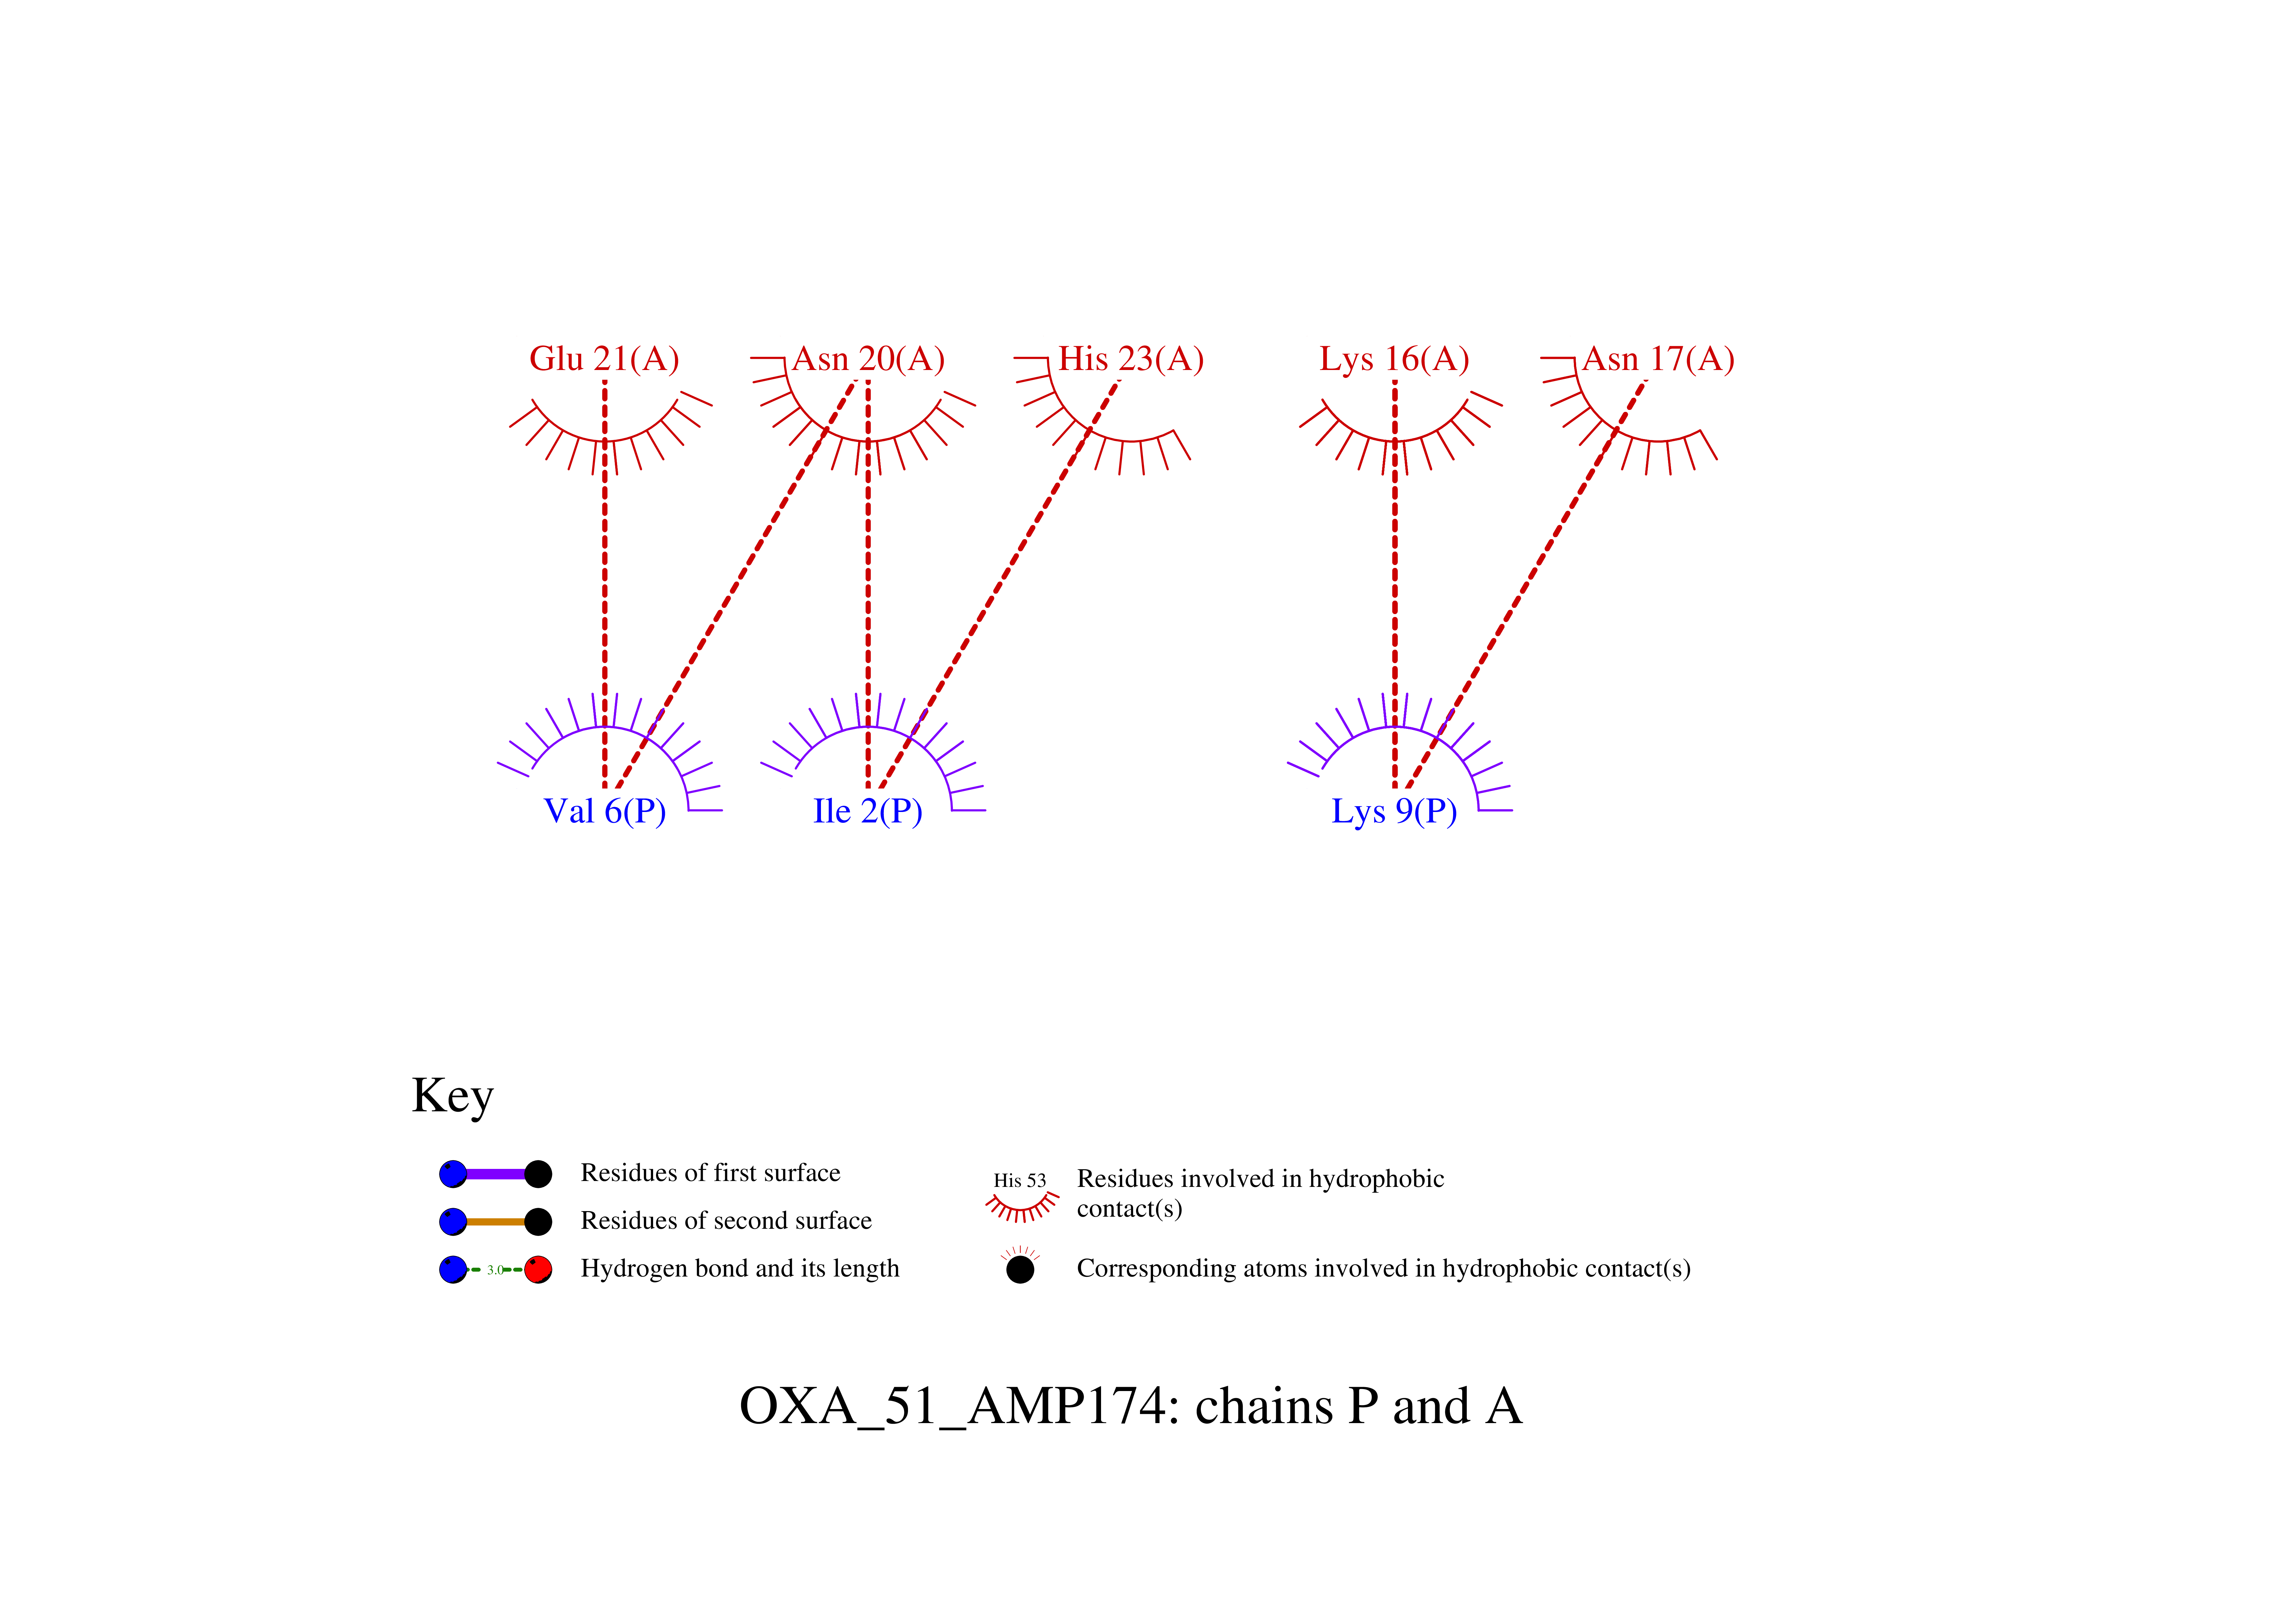 Glu 21(A) Asn 20(A) His 23(A) Lys 16(A) Asn 17(A)
Val 6(P) Ile 2(P) Lys 9(P)
Key
Residues of first surface
Residues of second surface
3.0 Hydrogen bond and its length
His 53 Residues involved in hydrophobic
contact(s)
Corresponding atoms involved in hydrophobic contact(s)
OXA_51_AMP174: chains P and A